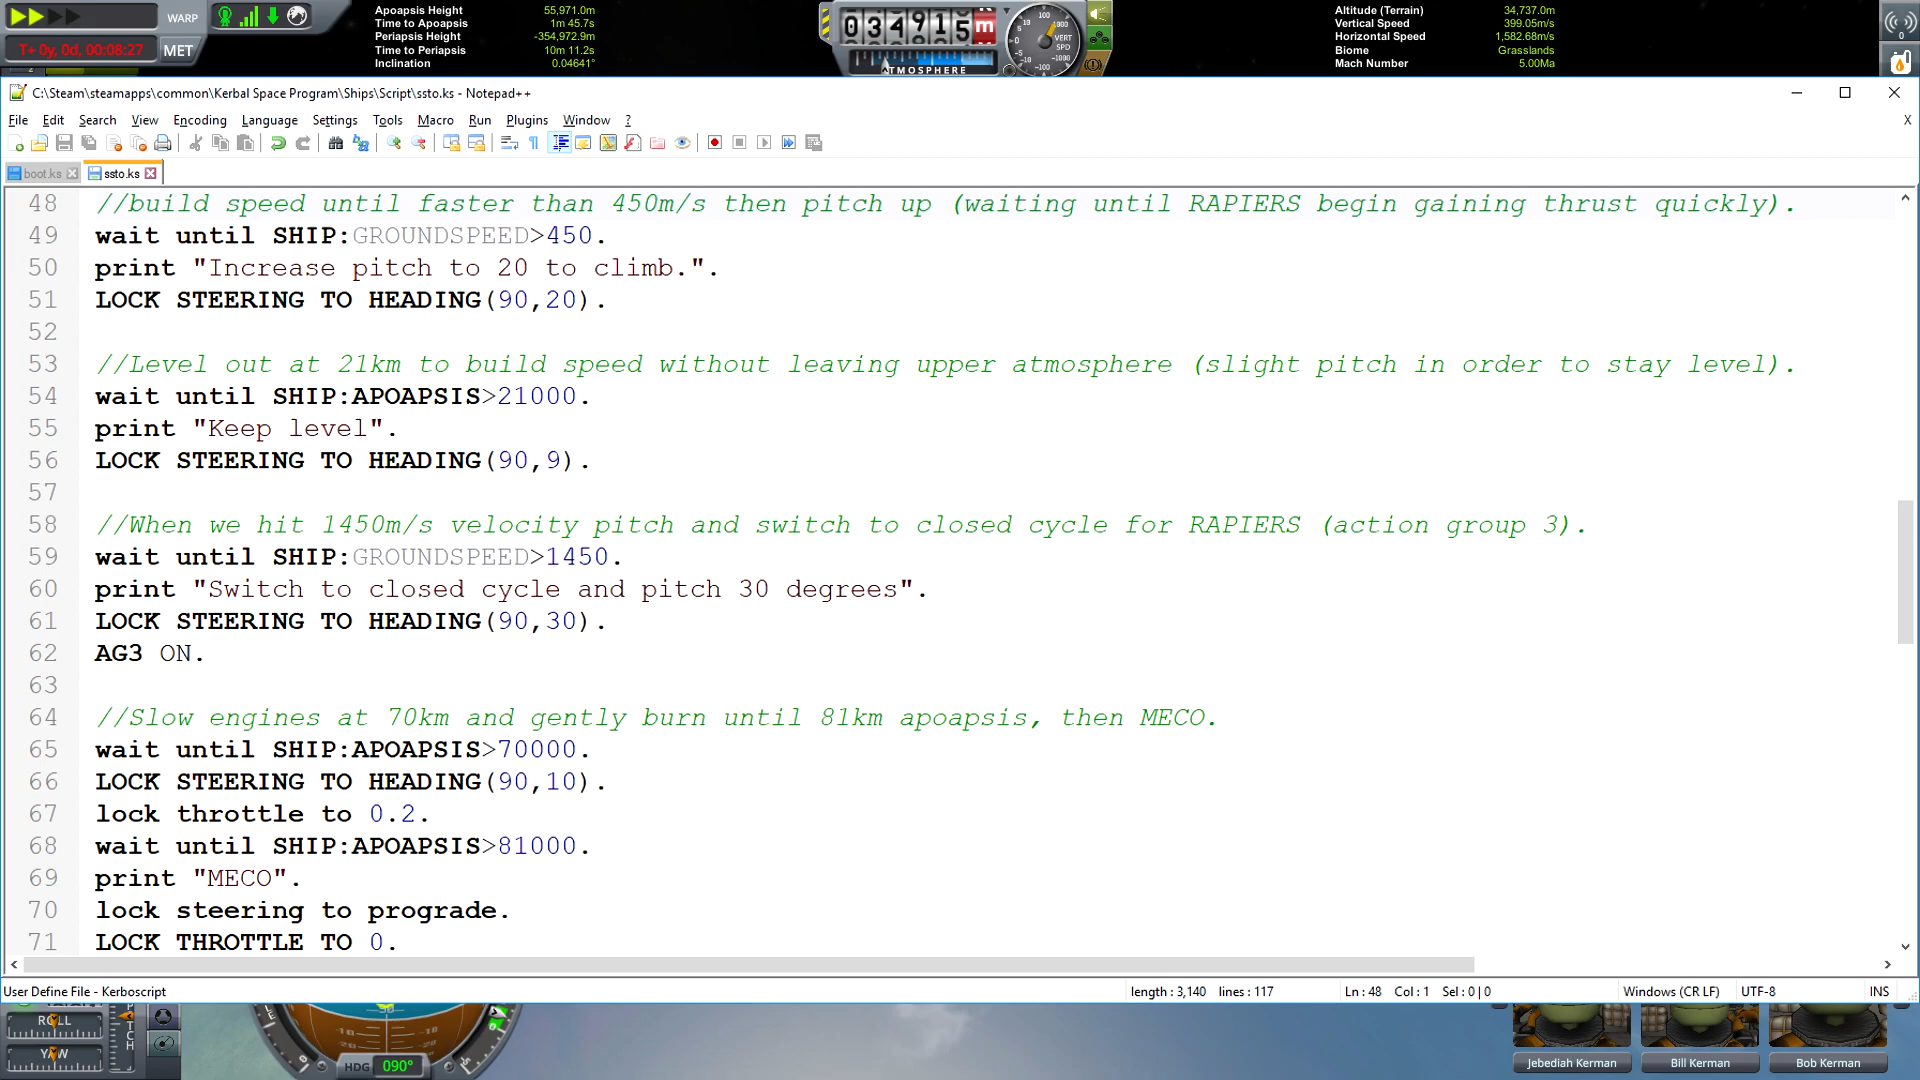 WARP
T+ 0y, 0d, 00:08:27
MET
Apoapsis Height 55,971.0m
Time to Apoapsis 1m 45.7s
Periapsis Height -354,972.9m
Time to Periapsis 10m 11.2s
Inclination 0.04641°
034915 m
ATMOSPHERE
VERT
SPD
Altitude (Terrain) 34,737.0m
Vertical Speed 399.05m/s
Horizontal Speed 1,582.68m/s
Biome Grasslands
Mach Number 5.00Ma
0
C:\Steam\steamapps\common\Kerbal Space Program\Ships\Script\ssto.ks - Notepad++
File Edit Search View Encoding Language Settings Tools Macro Run Plugins Window ?
X
boot.ks ssto.ks
48 //build speed until faster than 450m/s then pitch up (waiting until RAPIERS begin gaining thrust quickly).
49 wait until SHIP:GROUNDSPEED>450.
50 print "Increase pitch to 20 to climb.".
51 LOCK STEERING TO HEADING(90,20).
52
53 //Level out at 21km to build speed without leaving upper atmosphere (slight pitch in order to stay level).
54 wait until SHIP:APOAPSIS>21000.
55 print "Keep level".
56 LOCK STEERING TO HEADING(90,9).
57
58 //When we hit 1450m/s velocity pitch and switch to closed cycle for RAPIERS (action group 3).
59 wait until SHIP:GROUNDSPEED>1450.
60 print "Switch to closed cycle and pitch 30 degrees".
61 LOCK STEERING TO HEADING(90,30).
62 AG3 ON.
63
64 //Slow engines at 70km and gently burn until 81km apoapsis, then MECO.
65 wait until SHIP:APOAPSIS>70000.
66 LOCK STEERING TO HEADING(90,10).
67 lock throttle to 0.2.
68 wait until SHIP:APOAPSIS>81000.
69 print "MECO".
70 lock steering to prograde.
71 LOCK THROTTLE TO 0.
User Define File - Kerboscript length : 3,140 lines : 117 Ln : 48 Col : 1 Sel : 0 | 0 Windows (CR LF) UTF-8 INS
ROLL
YAW
HDG 090°
Jebediah Kerman Bill Kerman Bob Kerman